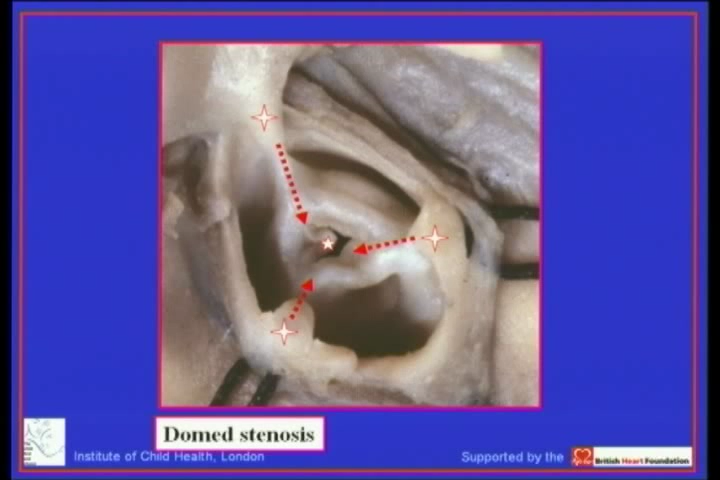 Domed stenosis
Institute of Child Health, London
Supported by the
British Heart Foundation